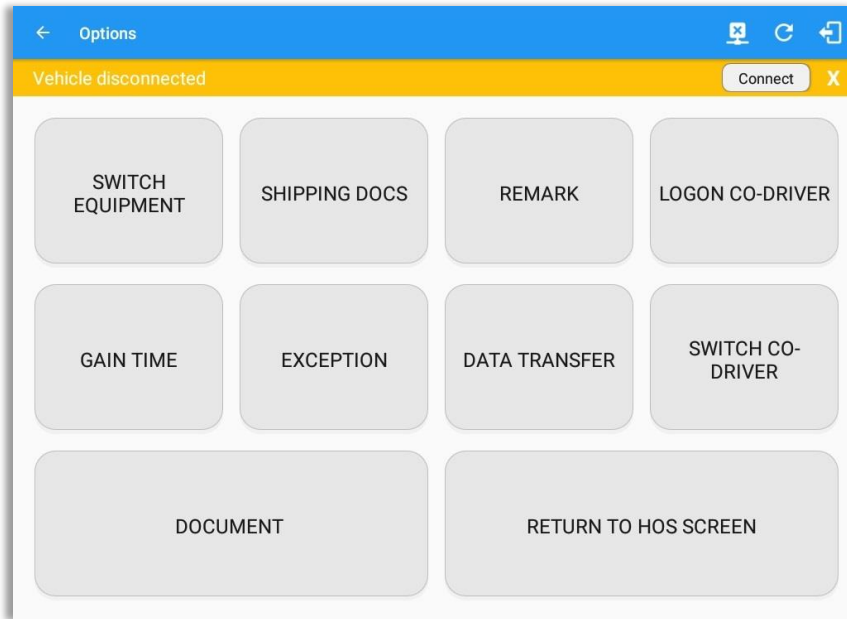 Options
Vehicle disconnected
Connect
X
SWITCH
EQUIPMENT
SHIPPING DOCS
REMARK
LOGON CO-DRIVER
GAIN TIME
EXCEPTION
DATA TRANSFER
SWITCH CO-
DRIVER
DOCUMENT
RETURN TO HOS SCREEN